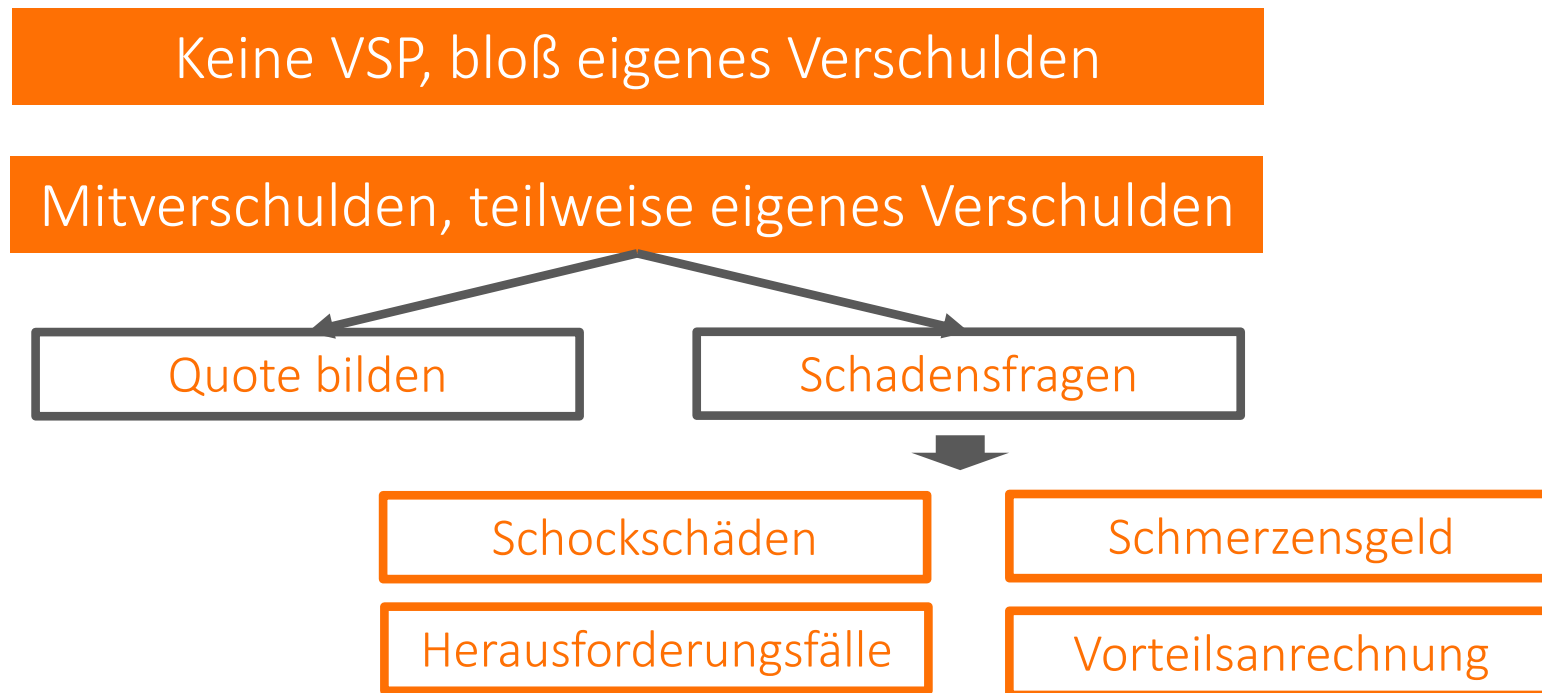 Keine VSP, bloß eigenes Verschulden
Mitverschulden, teilweise eigenes Verschulden
Quote bilden
Schadensfragen
Schockschäden
Schmerzensgeld
Herausforderungsfälle
Vorteilsanrechnung